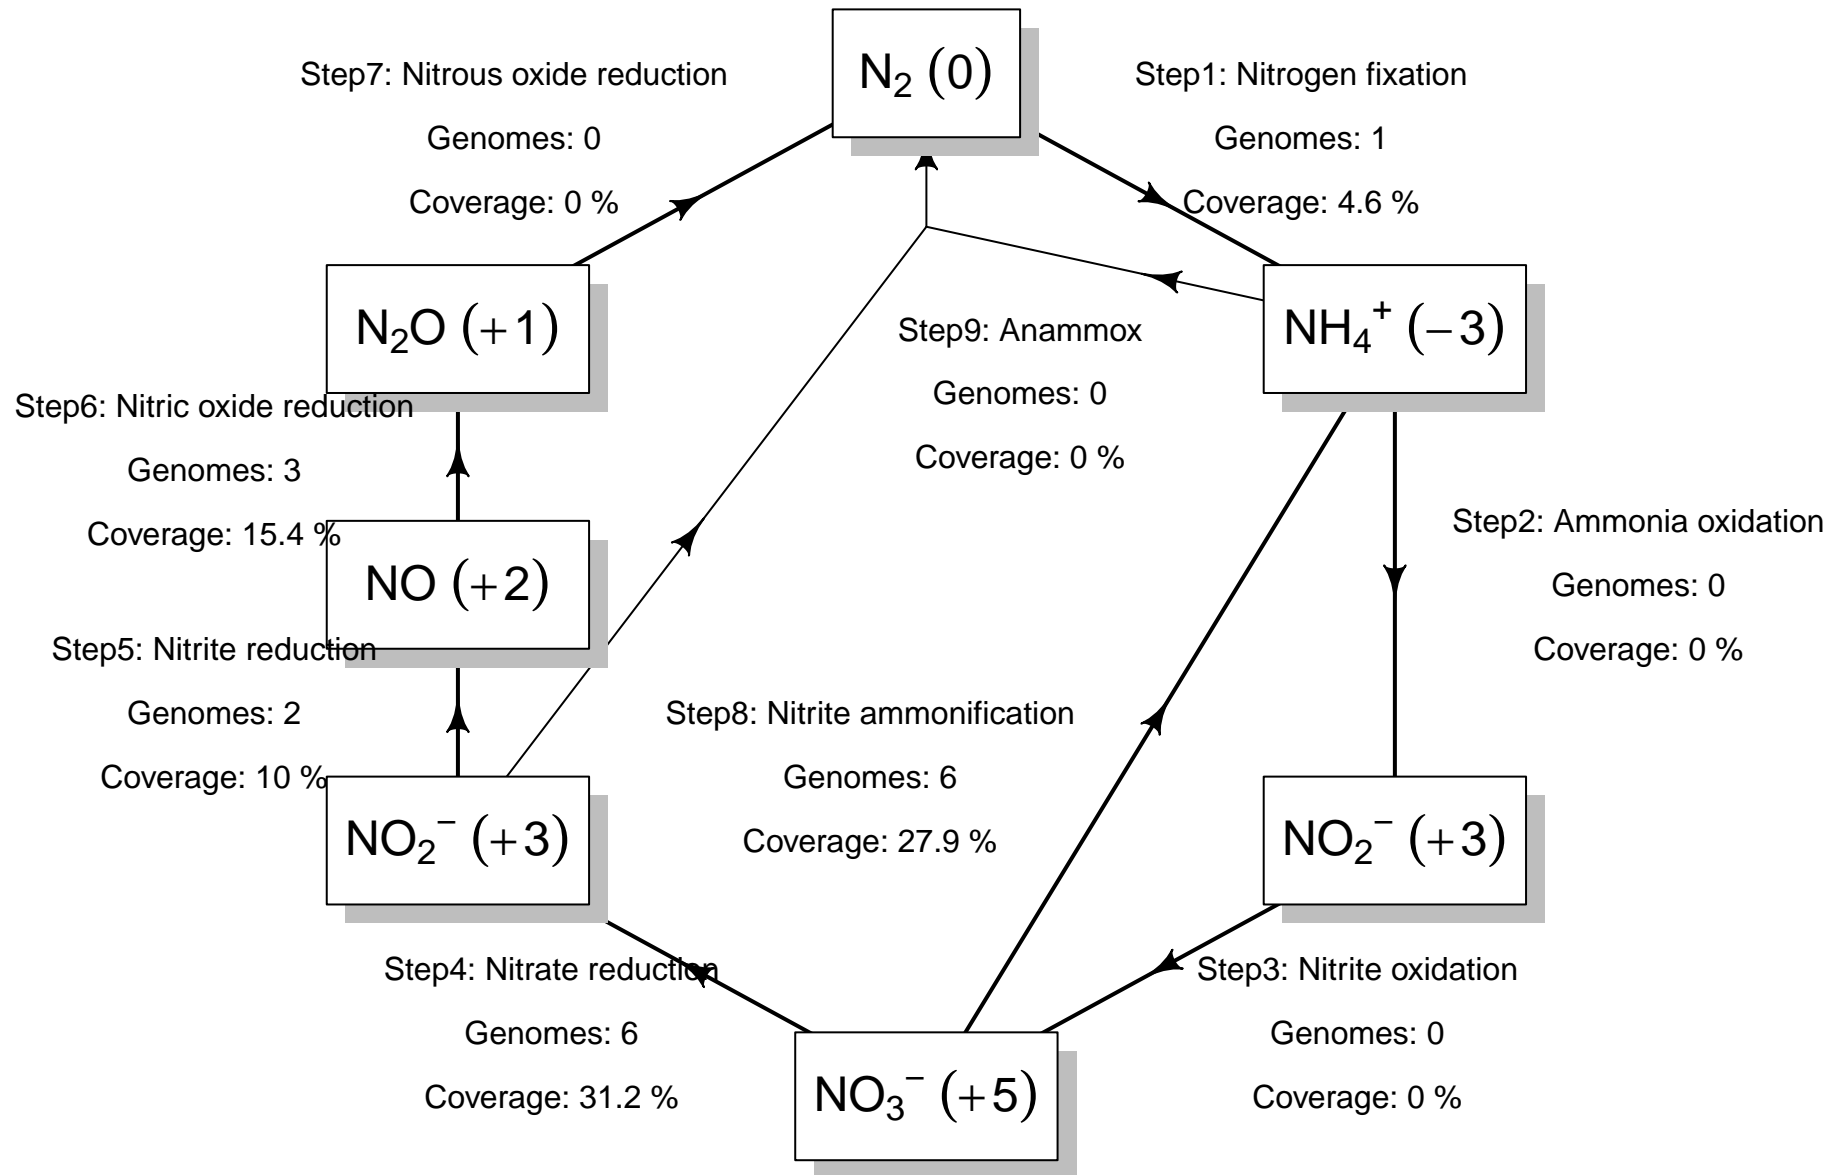 N₂ (0)
Step7: Nitrous oxide reduction
Genomes: 0
Coverage: 0 %
Step1: Nitrogen fixation
Genomes: 1
Coverage: 4.6 %
N₂O (+1)
Step9: Anammox
Genomes: 0
Coverage: 0 %
NH₄⁺ (−3)
Step6: Nitric oxide reduction
Genomes: 3
Coverage: 15.4 %
Step2: Ammonia oxidation
Genomes: 0
Coverage: 0 %
NO (+2)
Step5: Nitrite reduction
Genomes: 2
Coverage: 10 %
Step8: Nitrite ammonification
Genomes: 6
Coverage: 27.9 %
NO₂⁻ (+3)
NO₂⁻ (+3)
Step4: Nitrate reduction
Genomes: 6
Coverage: 31.2 %
Step3: Nitrite oxidation
Genomes: 0
Coverage: 0 %
NO₃⁻ (+5)